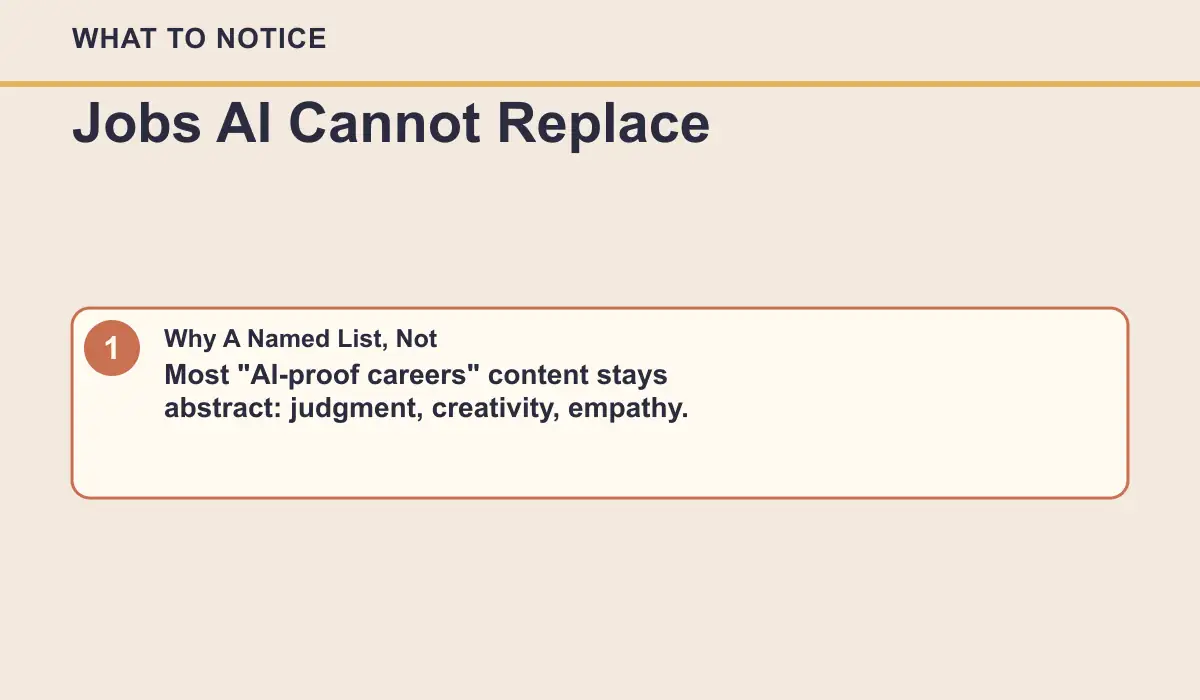 WHAT TO NOTICE
Jobs AI Cannot Replace
1
Why A Named List, Not
Most "AI-proof careers" content stays
abstract: judgment, creativity, empathy.